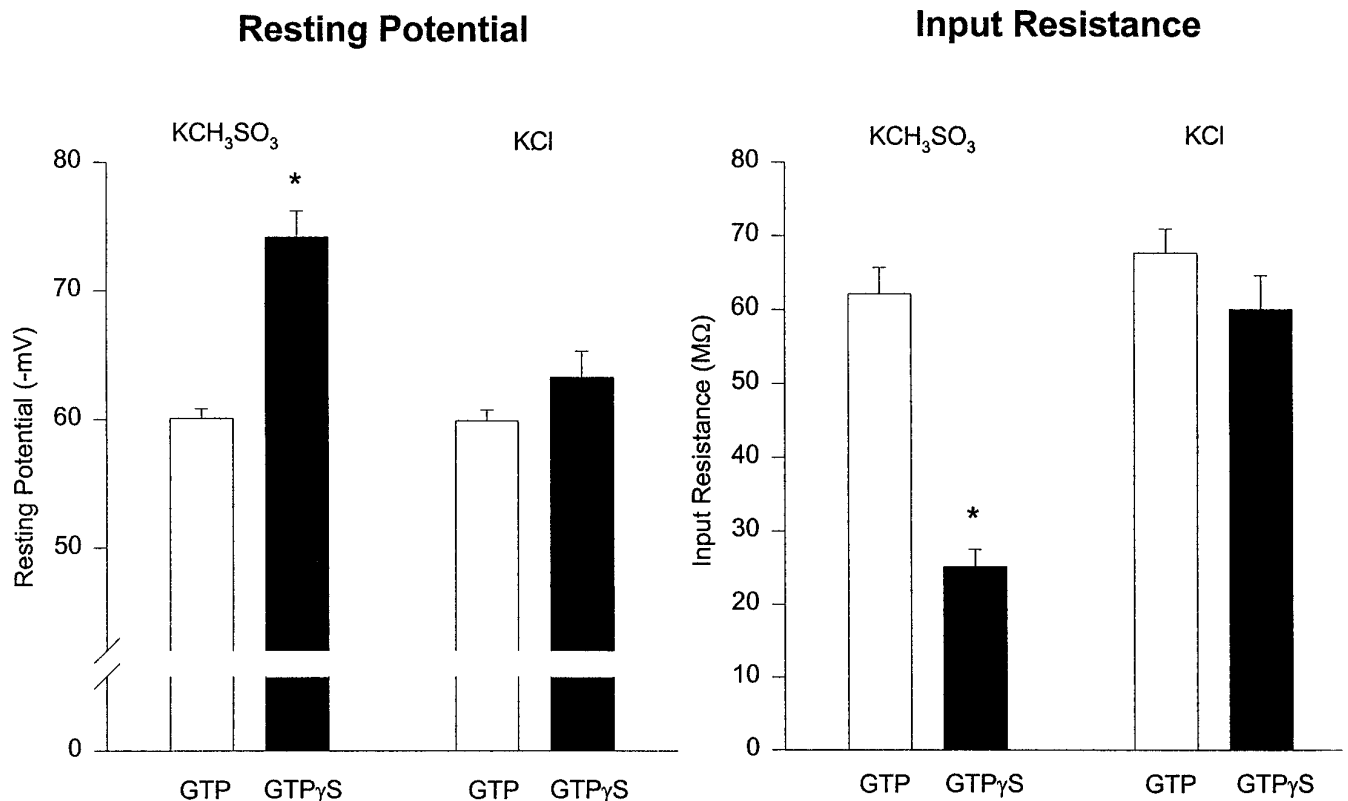 Resting Potential
Input Resistance
KCH₃SO₃
KCl
80
70
60
50
0
Resting Potential (-mV)
*
GTP
GTPγS
GTP
GTPγS
KCH₃SO₃
KCl
80
70
60
50
40
30
20
10
0
Input Resistance (MΩ)
*
GTP
GTPγS
GTP
GTPγS